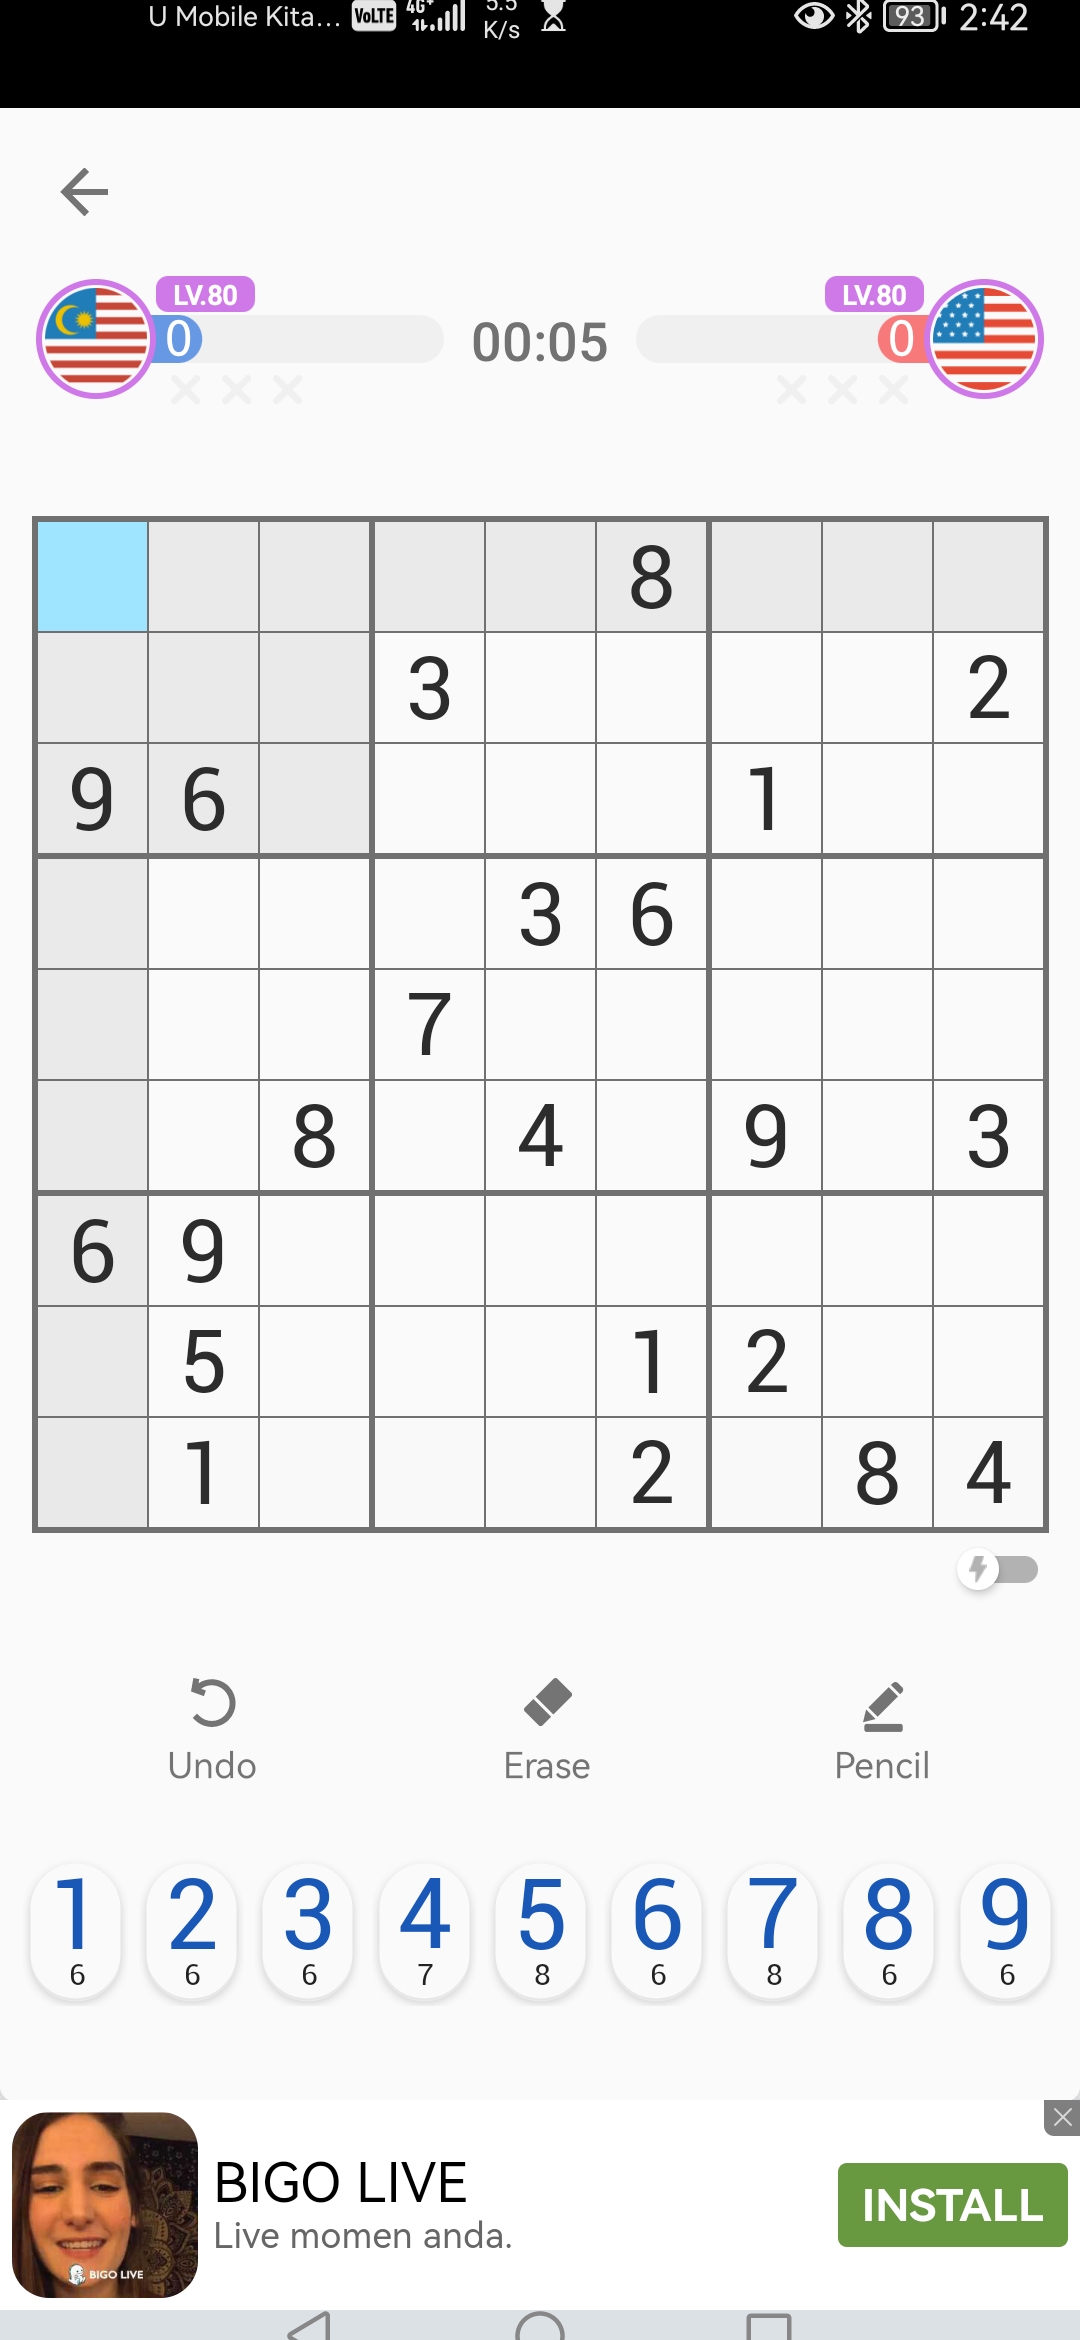 U Mobile Kita... VoLTE 4G+ 5.5 K/s 93 2:42
LV.80 LV.80
0 00:05 0
8
3 2
9 6 1
3 6
7
8 4 9 3
6 9
5 1 2
1 2 8 4
Undo Erase Pencil
1 2 3 4 5 6 7 8 9
6 6 6 7 8 6 8 6 6
BIGO LIVE
Live momen anda.
INSTALL
BIGO LIVE